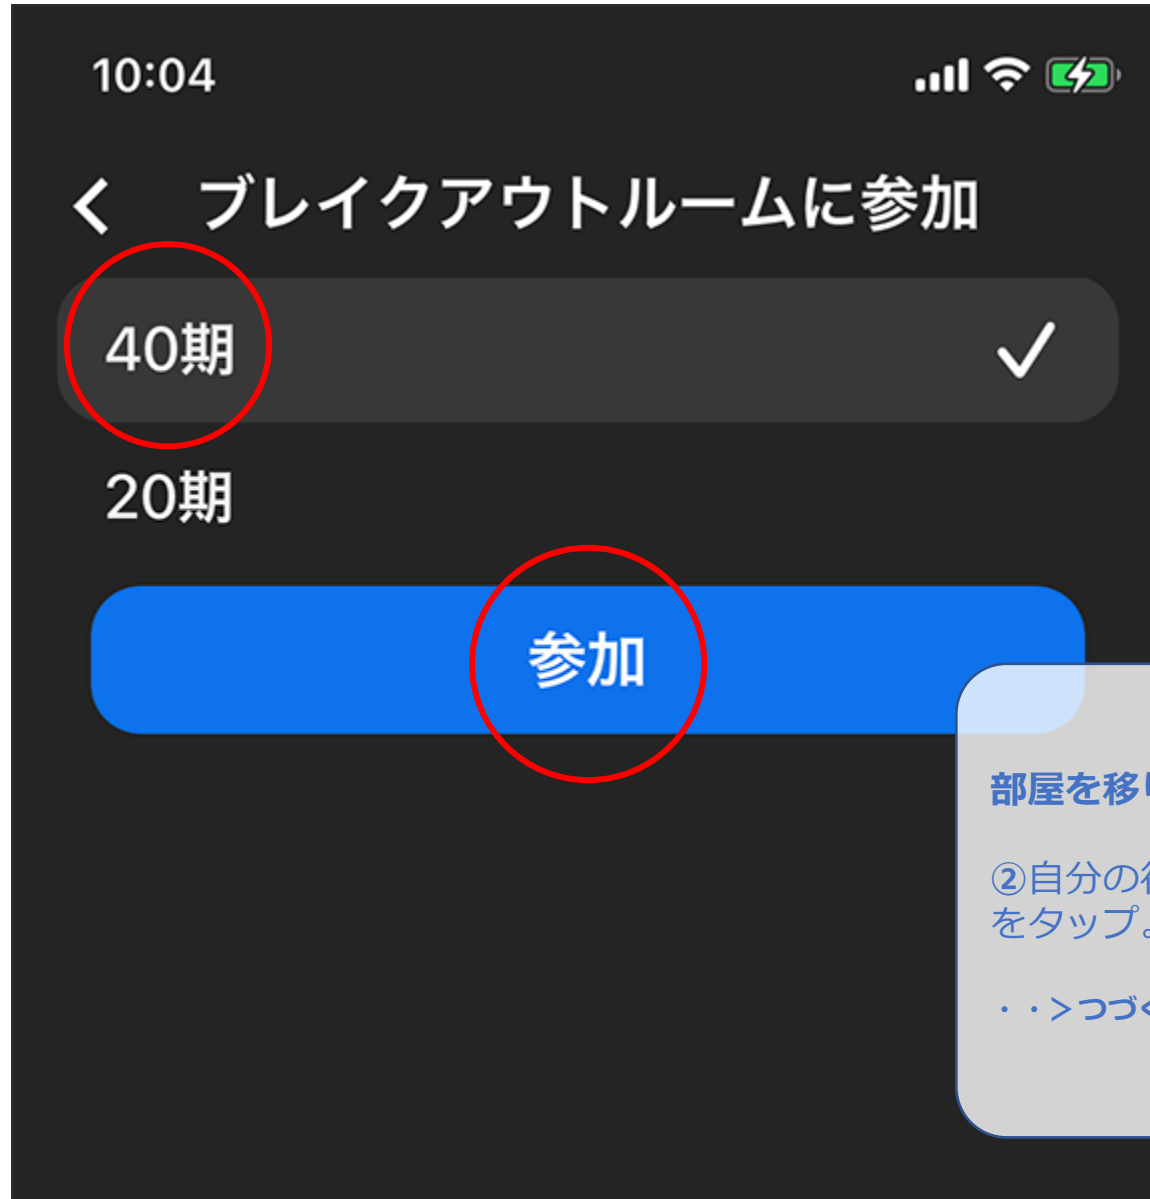 10:04
ブレイクアウトルームに参加
40期
20期
参加
部屋を移
②自分の
をタップ。
・・＞つづく